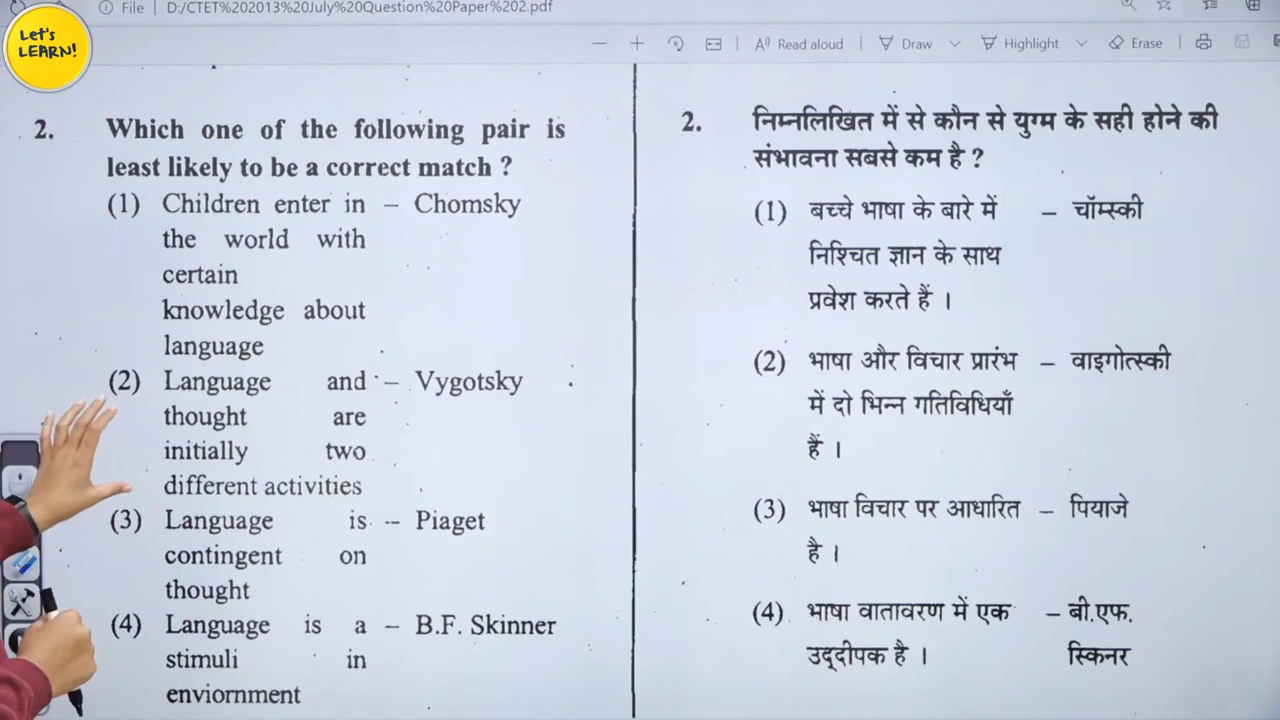 File | D:/CTET%202013%20July%20Question%20Paper%202.pdf
Let's
LEARN!
Read aloud | Draw Highlight Erase
2. Which one of the following pair is
least likely to be a correct match ?
(1) Children enter in – Chomsky
the world with
certain
knowledge about
language
(2) Language and – Vygotsky
thought are
initially two
different activities
(3) Language is -- Piaget
contingent on
thought
(4) Language is a – B.F. Skinner
stimuli in
enviornment
2. निम्नलिखित में से कौन से युग्म के सही होने की
संभावना सबसे कम है ?
(1) बच्चे भाषा के बारे में – चॉम्स्की
निश्चित ज्ञान के साथ
प्रवेश करते हैं ।
(2) भाषा और विचार प्रारंभ – वाइगोत्स्की
में दो भिन्न गतिविधियाँ
हैं ।
(3) भाषा विचार पर आधारित – पियाजे
है ।
(4) भाषा वातावरण में एक – बी.एफ.
उद्दीपक है । स्किनर